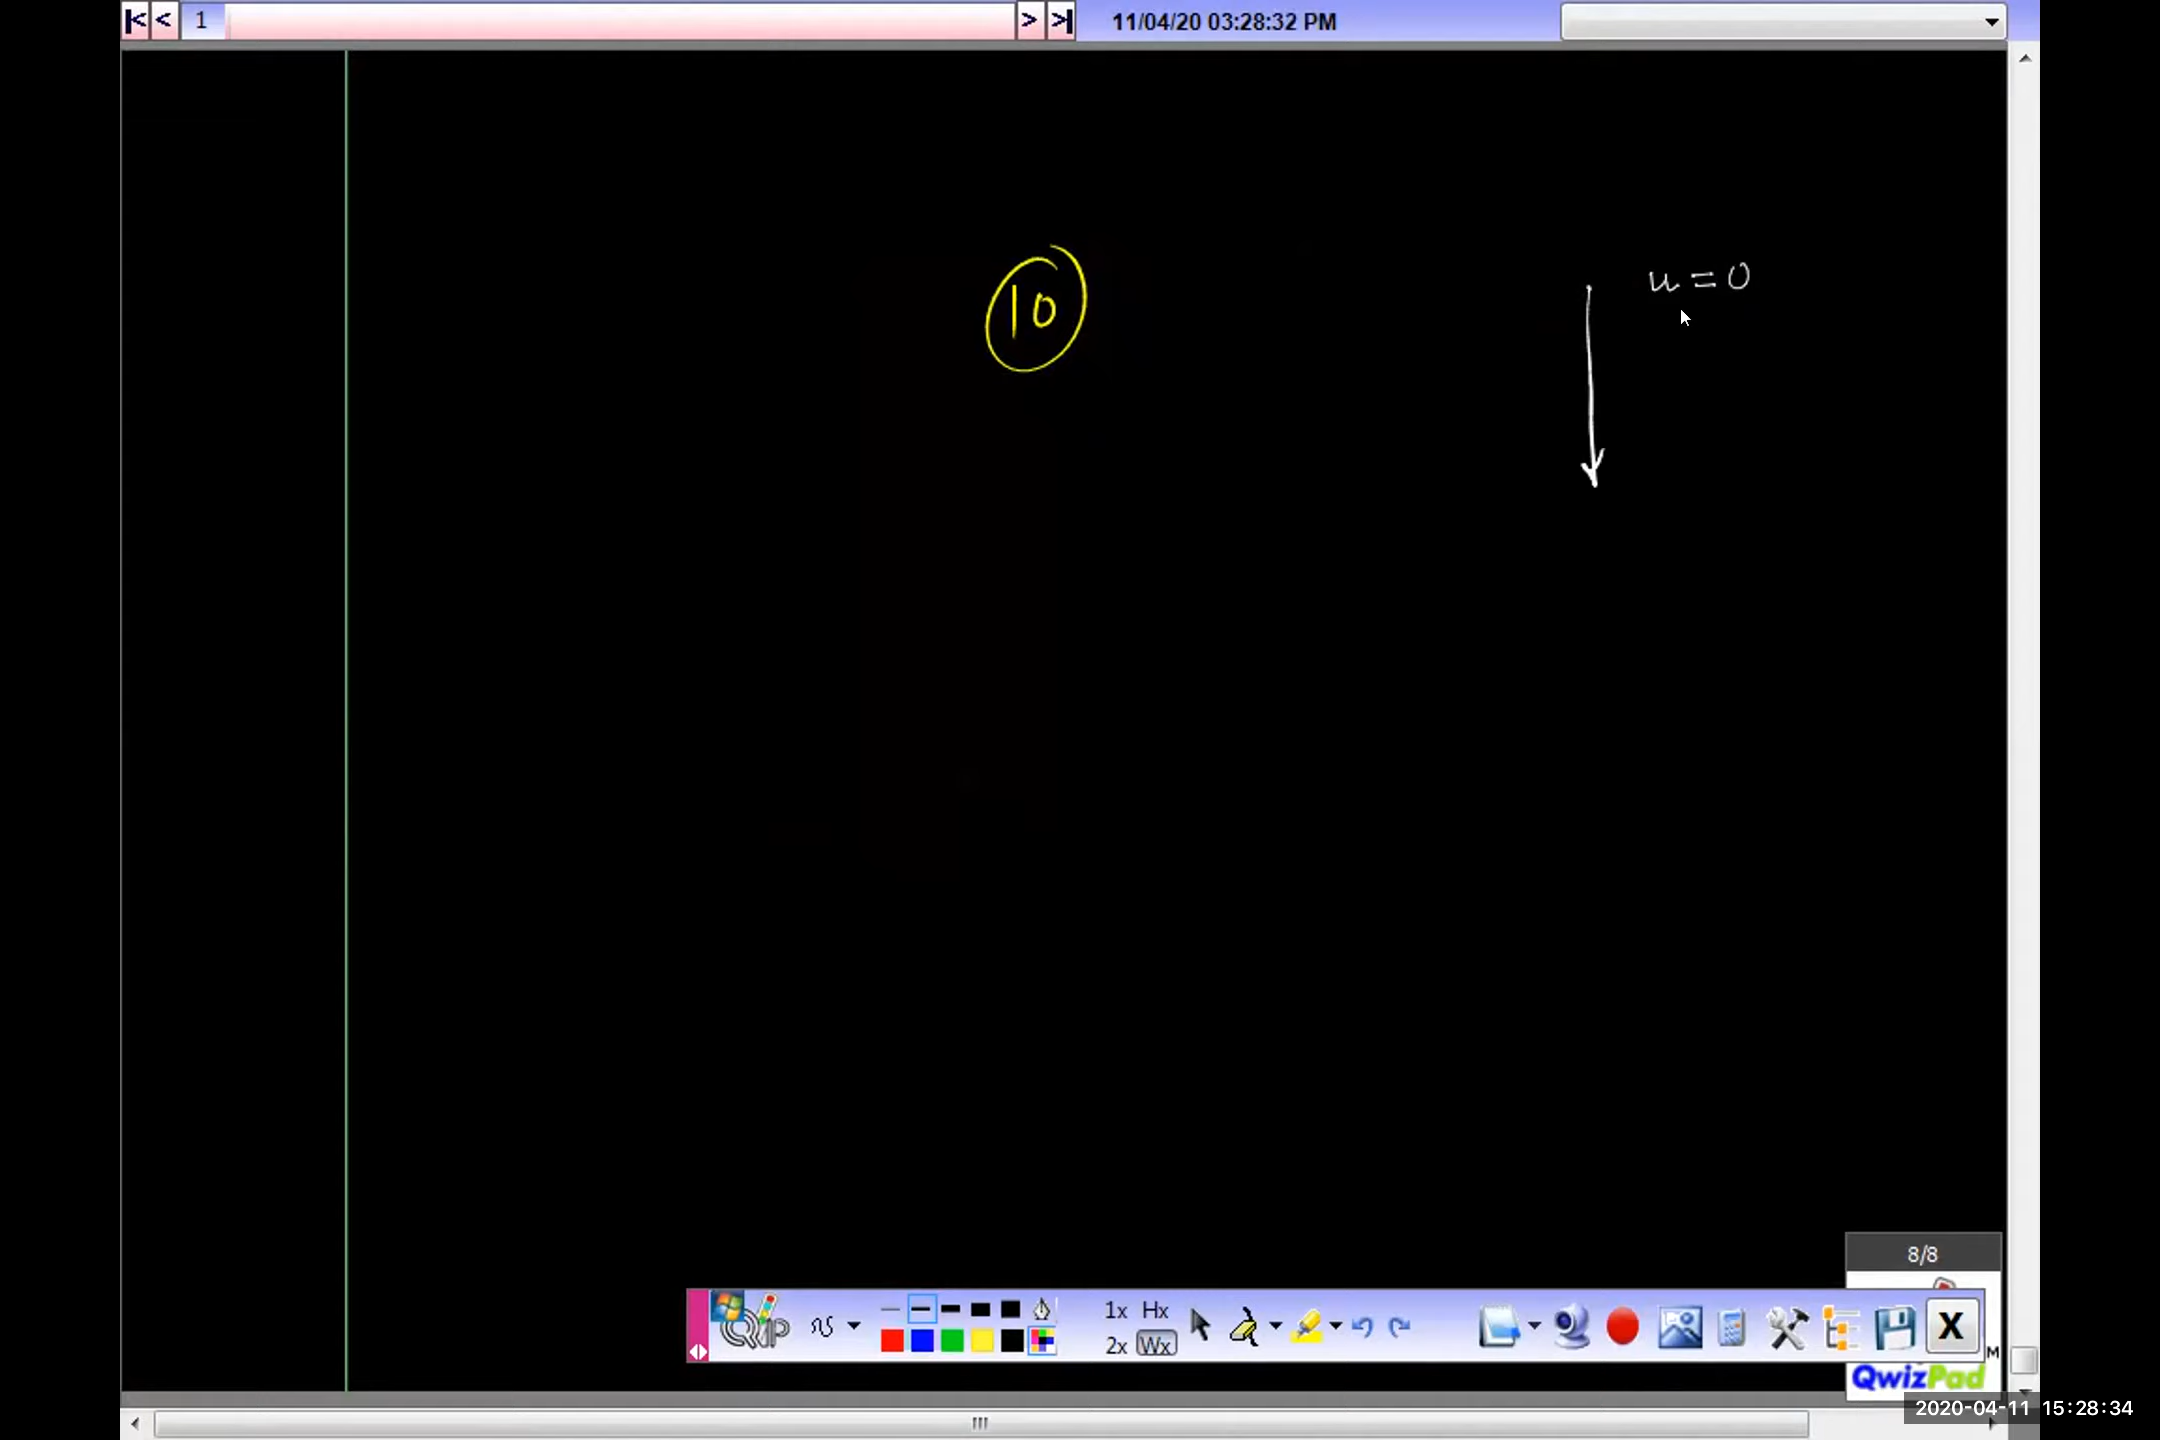 1 11/04/20 03:28:32 PM
10
u = 0
8/8
1x Hx
2x Wx
X
M
QwizPad
2020-04-11 15:28:34